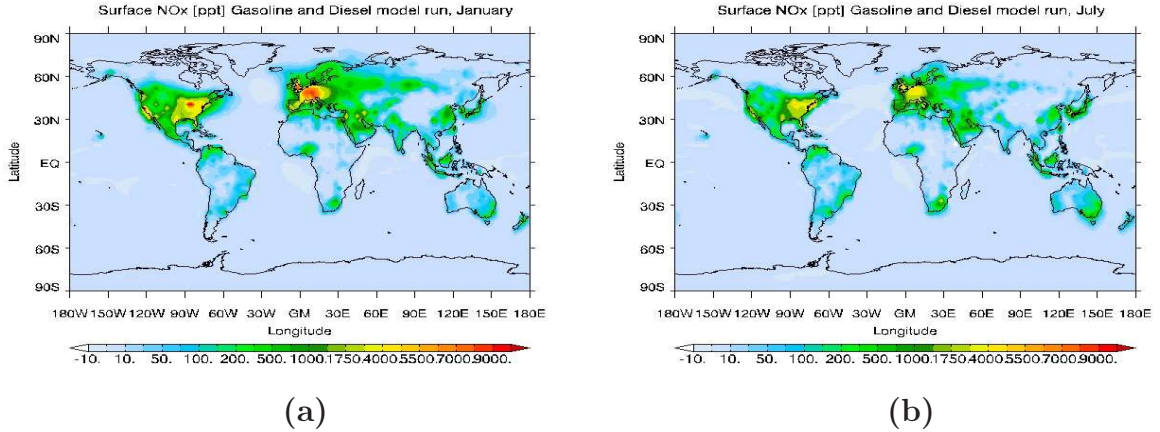 Surface NOx [ppt] Gasoline and Diesel model run, January
90N
60N
30N
EQ
30S
60S
90S
Latitude
180W 150W 120W 90W 60W 30W GM 30E 60E 90E 120E 150E 180E
Longitude
-10. 10. 50. 100. 200. 500. 1000. 1750. 4000. 5500. 7000. 9000.
(a)
Surface NOx [ppt] Gasoline and Diesel model run, July
90N
60N
30N
EQ
30S
60S
90S
Latitude
180W 150W 120W 90W 60W 30W GM 30E 60E 90E 120E 150E 180E
Longitude
-10. 10. 50. 100. 200. 500. 1000. 1750. 4000. 5500. 7000. 9000.
(b)